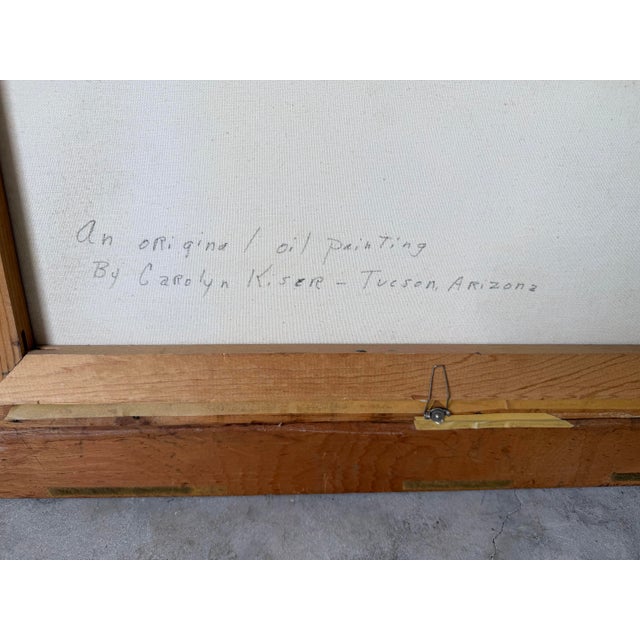 An original oil painting
By Carolyn Kiser - Tucson, Arizona